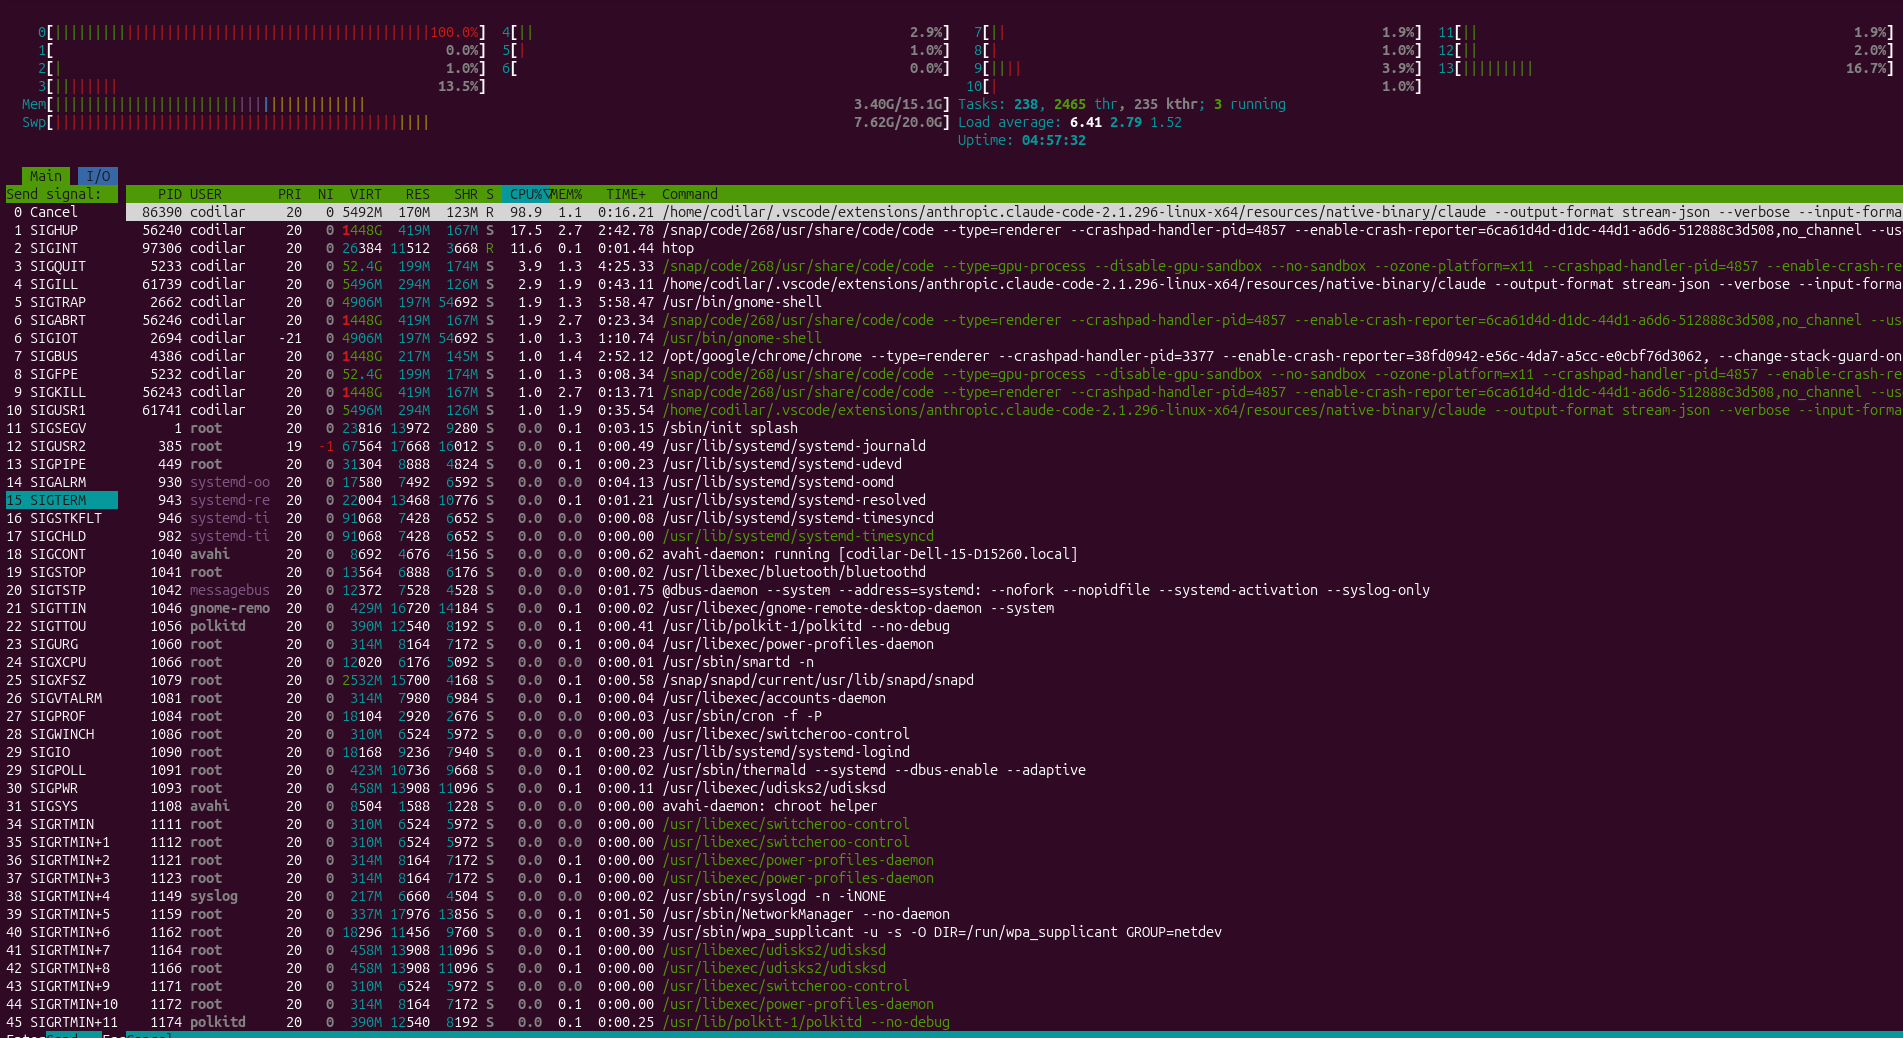 0[100.0%] 4[2.9%] 7[1.9%] 11[1.9%]
1[0.0%] 5[1.0%] 8[1.0%] 12[2.0%]
2[1.0%] 6[0.0%] 9[3.9%] 13[16.7%]
3[13.5%] 10[1.0%]
Mem[3.40G/15.1G] Tasks: 238, 2465 thr, 235 kthr; 3 running
Swp[7.62G/20.0G] Load average: 6.41 2.79 1.52
Uptime: 04:57:32
Main I/O
Send signal: PID USER PRI NI VIRT RES SHR S CPU%▽MEM% TIME+ Command
0 Cancel 86390 codilar 20 0 5492M 170M 123M R 98.9 1.1 0:16.21 /home/codilar/.vscode/extensions/anthropic.claude-code-2.1.296-linux-x64/resources/native-binary/claude --output-format stream-json --verbose --input-forma
1 SIGHUP 56240 codilar 20 0 1448G 419M 167M S 17.5 2.7 2:42.78 /snap/code/268/usr/share/code/code --type=renderer --crashpad-handler-pid=4857 --enable-crash-reporter=6ca61d4d-d1dc-44d1-a6d6-512888c3d508,no_channel --us
2 SIGINT 97306 codilar 20 0 26384 11512 3668 R 11.6 0.1 0:01.44 htop
3 SIGQUIT 5233 codilar 20 0 52.4G 199M 174M S 3.9 1.3 4:25.33 /snap/code/268/usr/share/code/code --type=gpu-process --disable-gpu-sandbox --no-sandbox --ozone-platform=x11 --crashpad-handler-pid=4857 --enable-crash-re
4 SIGILL 61739 codilar 20 0 5496M 294M 126M S 2.9 1.9 0:43.11 /home/codilar/.vscode/extensions/anthropic.claude-code-2.1.296-linux-x64/resources/native-binary/claude --output-format stream-json --verbose --input-forma
5 SIGTRAP 2662 codilar 20 0 4906M 197M 54692 S 1.9 1.3 5:58.47 /usr/bin/gnome-shell
6 SIGABRT 56246 codilar 20 0 1448G 419M 167M S 1.9 2.7 0:23.34 /snap/code/268/usr/share/code/code --type=renderer --crashpad-handler-pid=4857 --enable-crash-reporter=6ca61d4d-d1dc-44d1-a6d6-512888c3d508,no_channel --us
6 SIGIOT 2694 codilar -21 0 4906M 197M 54692 S 1.0 1.3 1:10.74 /usr/bin/gnome-shell
7 SIGBUS 4386 codilar 20 0 1448G 217M 145M S 1.0 1.4 2:52.12 /opt/google/chrome/chrome --type=renderer --crashpad-handler-pid=3377 --enable-crash-reporter=38fd0942-e56c-4da7-a5cc-e0cbf76d3062, --change-stack-guard-on
8 SIGFPE 5232 codilar 20 0 52.4G 199M 174M S 1.0 1.3 0:08.34 /snap/code/268/usr/share/code/code --type=gpu-process --disable-gpu-sandbox --no-sandbox --ozone-platform=x11 --crashpad-handler-pid=4857 --enable-crash-re
9 SIGKILL 56243 codilar 20 0 1448G 419M 167M S 1.0 2.7 0:13.71 /snap/code/268/usr/share/code/code --type=renderer --crashpad-handler-pid=4857 --enable-crash-reporter=6ca61d4d-d1dc-44d1-a6d6-512888c3d508,no_channel --us
10 SIGUSR1 61741 codilar 20 0 5496M 294M 126M S 1.0 1.9 0:35.54 /home/codilar/.vscode/extensions/anthropic.claude-code-2.1.296-linux-x64/resources/native-binary/claude --output-format stream-json --verbose --input-forma
11 SIGSEGV 1 root 20 0 23816 13972 9280 S 0.0 0.1 0:03.15 /sbin/init splash
12 SIGUSR2 385 root 19 -1 67564 17668 16012 S 0.0 0.1 0:00.49 /usr/lib/systemd/systemd-journald
13 SIGPIPE 449 root 20 0 31304 8888 4824 S 0.0 0.1 0:00.23 /usr/lib/systemd/systemd-udevd
14 SIGALRM 930 systemd-oo 20 0 17580 7492 6592 S 0.0 0.0 0:04.13 /usr/lib/systemd/systemd-oomd
15 SIGTERM 943 systemd-re 20 0 22004 13468 10776 S 0.0 0.1 0:01.21 /usr/lib/systemd/systemd-resolved
16 SIGSTKFLT 946 systemd-ti 20 0 91068 7428 6652 S 0.0 0.0 0:00.08 /usr/lib/systemd/systemd-timesyncd
17 SIGCHLD 982 systemd-ti 20 0 91068 7428 6652 S 0.0 0.0 0:00.00 /usr/lib/systemd/systemd-timesyncd
18 SIGCONT 1040 avahi 20 0 8692 4676 4156 S 0.0 0.0 0:00.62 avahi-daemon: running [codilar-Dell-15-D15260.local]
19 SIGSTOP 1041 root 20 0 13564 6888 6176 S 0.0 0.0 0:00.02 /usr/libexec/bluetooth/bluetoothd
20 SIGTSTP 1042 messagebus 20 0 12372 7528 4528 S 0.0 0.0 0:01.75 @dbus-daemon --system --address=systemd: --nofork --nopidfile --systemd-activation --syslog-only
21 SIGTTIN 1046 gnome-remo 20 0 429M 16720 14184 S 0.0 0.1 0:00.02 /usr/libexec/gnome-remote-desktop-daemon --system
22 SIGTTOU 1056 polkitd 20 0 390M 12540 8192 S 0.0 0.1 0:00.41 /usr/lib/polkit-1/polkitd --no-debug
23 SIGURG 1060 root 20 0 314M 8164 7172 S 0.0 0.1 0:00.04 /usr/libexec/power-profiles-daemon
24 SIGXCPU 1066 root 20 0 12020 6176 5092 S 0.0 0.0 0:00.01 /usr/sbin/smartd -n
25 SIGXFSZ 1079 root 20 0 2532M 15700 4168 S 0.0 0.1 0:00.58 /snap/snapd/current/usr/lib/snapd/snapd
26 SIGVTALRM 1081 root 20 0 314M 7980 6984 S 0.0 0.1 0:00.04 /usr/libexec/accounts-daemon
27 SIGPROF 1084 root 20 0 18104 2920 2676 S 0.0 0.0 0:00.03 /usr/sbin/cron -f -P
28 SIGWINCH 1086 root 20 0 310M 6524 5972 S 0.0 0.0 0:00.00 /usr/libexec/switcheroo-control
29 SIGIO 1090 root 20 0 18168 9236 7940 S 0.0 0.1 0:00.23 /usr/lib/systemd/systemd-logind
29 SIGPOLL 1091 root 20 0 423M 10736 9668 S 0.0 0.1 0:00.02 /usr/sbin/thermald --systemd --dbus-enable --adaptive
30 SIGPWR 1093 root 20 0 458M 13908 11096 S 0.0 0.1 0:00.11 /usr/libexec/udisks2/udisksd
31 SIGSYS 1108 avahi 20 0 8504 1588 1228 S 0.0 0.0 0:00.00 avahi-daemon: chroot helper
34 SIGRTMIN 1111 root 20 0 310M 6524 5972 S 0.0 0.0 0:00.00 /usr/libexec/switcheroo-control
35 SIGRTMIN+1 1112 root 20 0 310M 6524 5972 S 0.0 0.0 0:00.00 /usr/libexec/switcheroo-control
36 SIGRTMIN+2 1121 root 20 0 314M 8164 7172 S 0.0 0.1 0:00.00 /usr/libexec/power-profiles-daemon
37 SIGRTMIN+3 1123 root 20 0 314M 8164 7172 S 0.0 0.1 0:00.00 /usr/libexec/power-profiles-daemon
38 SIGRTMIN+4 1149 syslog 20 0 217M 6660 4504 S 0.0 0.0 0:00.02 /usr/sbin/rsyslogd -n -iNONE
39 SIGRTMIN+5 1159 root 20 0 337M 17976 13856 S 0.0 0.1 0:01.50 /usr/sbin/NetworkManager --no-daemon
40 SIGRTMIN+6 1162 root 20 0 18296 11456 9760 S 0.0 0.1 0:00.39 /usr/sbin/wpa_supplicant -u -s -O DIR=/run/wpa_supplicant GROUP=netdev
41 SIGRTMIN+7 1164 root 20 0 458M 13908 11096 S 0.0 0.1 0:00.00 /usr/libexec/udisks2/udisksd
42 SIGRTMIN+8 1166 root 20 0 458M 13908 11096 S 0.0 0.1 0:00.00 /usr/libexec/udisks2/udisksd
43 SIGRTMIN+9 1171 root 20 0 310M 6524 5972 S 0.0 0.0 0:00.00 /usr/libexec/switcheroo-control
44 SIGRTMIN+10 1172 root 20 0 314M 8164 7172 S 0.0 0.1 0:00.00 /usr/libexec/power-profiles-daemon
45 SIGRTMIN+11 1174 polkitd 20 0 390M 12540 8192 S 0.0 0.1 0:00.25 /usr/lib/polkit-1/polkitd --no-debug